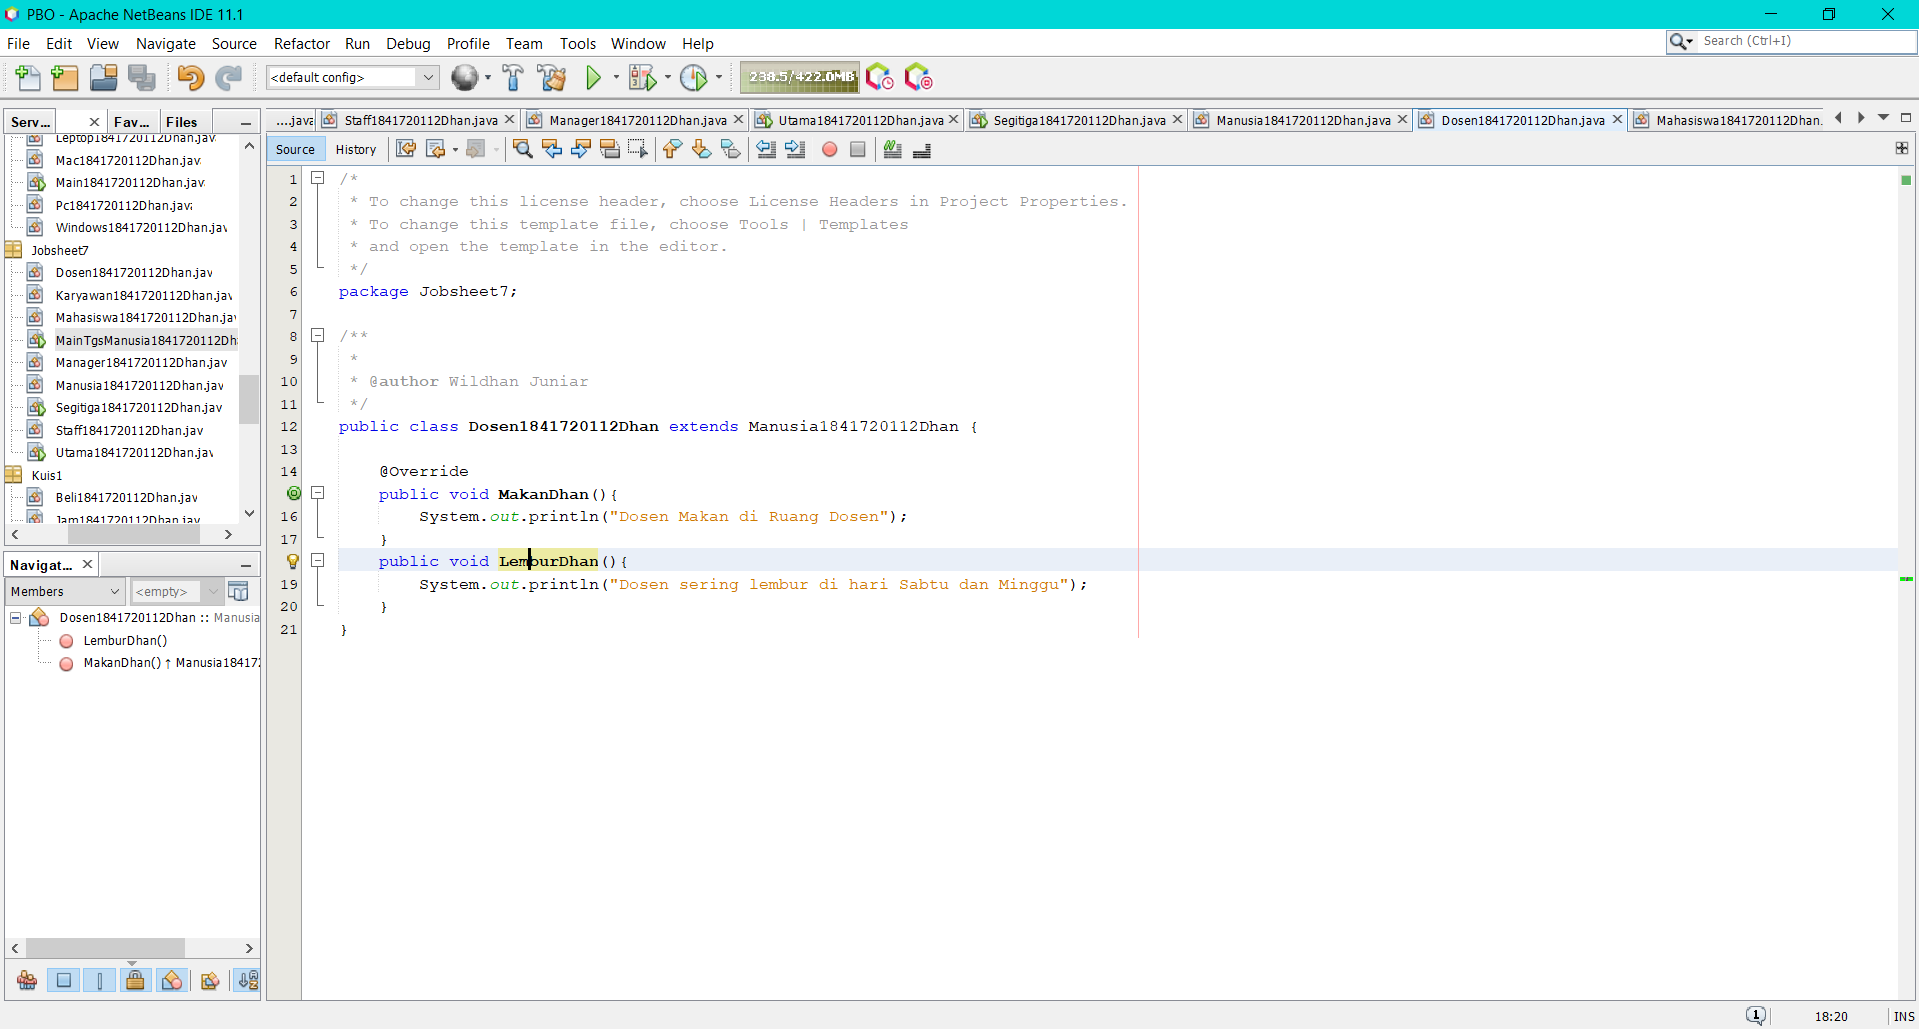 PBO - Apache NetBeans IDE 11.1
File Edit View Navigate Source Refactor Run Debug Profile Team Tools Window Help
Search (Ctrl+I)
<default config>
238.5/422.0MB
Serv...
Fav...
Files
....java
Staff1841720112Dhan.java
Manager1841720112Dhan.java
Utama1841720112Dhan.java
Segitiga1841720112Dhan.java
Manusia1841720112Dhan.java
Dosen1841720112Dhan.java
Mahasiswa1841720112Dhan.
Source History
Leptop1841720112Dhan.java
Mac1841720112Dhan.java
Main1841720112Dhan.java
Pc1841720112Dhan.java
Windows1841720112Dhan.jav
Jobsheet7
Dosen1841720112Dhan.jav
Karyawan1841720112Dhan.jav
Mahasiswa1841720112Dhan.jav
MainTgsManusia1841720112Dh
Manager1841720112Dhan.jav
Manusia1841720112Dhan.jav
Segitiga1841720112Dhan.jav
Staff1841720112Dhan.jav
Utama1841720112Dhan.jav
Kuis1
Beli1841720112Dhan.jav
Jam1841720112Dhan.jav
Navigat...
Members
<empty>
Dosen1841720112Dhan :: Manusia
LemburDhan()
MakanDhan() ↑ Manusia18417
1 /*
2 * To change this license header, choose License Headers in Project Properties.
3 * To change this template file, choose Tools | Templates
4 * and open the template in the editor.
5 */
6 package Jobsheet7;
7
8 /**
9 *
10 * @author Wildhan Juniar
11 */
12 public class Dosen1841720112Dhan extends Manusia1841720112Dhan {
13
14 @Override
public void MakanDhan(){
16 System.out.println("Dosen Makan di Ruang Dosen");
17 }
public void LemburDhan(){
19 System.out.println("Dosen sering lembur di hari Sabtu dan Minggu");
20 }
21 }
1
18:20
INS